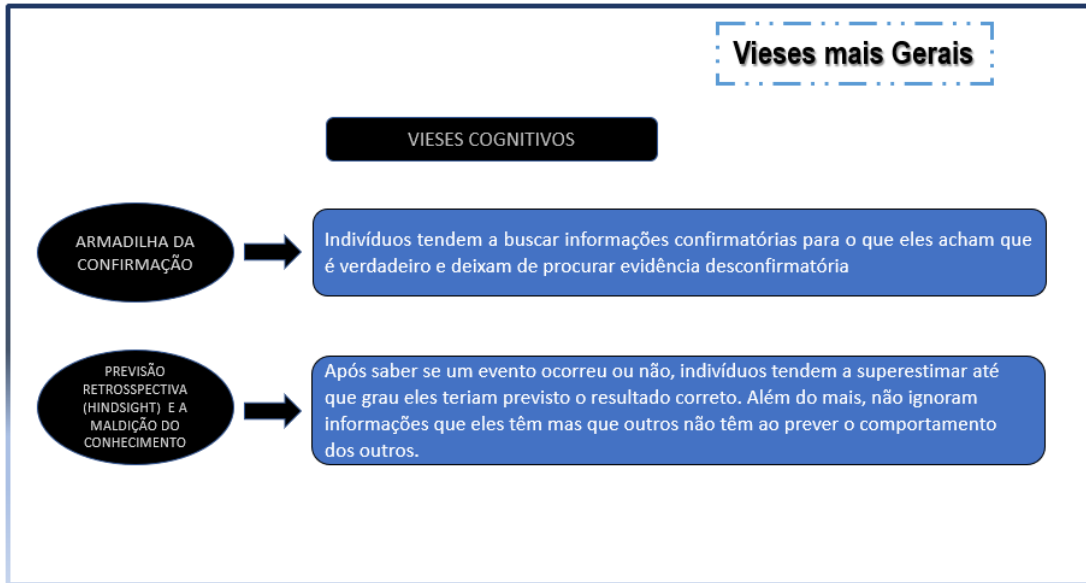 Vieses mais Gerais
VIESES COGNITIVOS
ARMADILHA DA
CONFIRMAÇÃO
Indivíduos tendem a buscar informações confirmatórias para o que eles acham que
é verdadeiro e deixam de procurar evidência desconfirmatória
PREVISÃO
RETROSSPECTIVA
(HINDSIGHT) E A
MALDIÇÃO DO
CONHECIMENTO
Após saber se um evento ocorreu ou não, indivíduos tendem a superestimar até
que grau eles teriam previsto o resultado correto. Além do mais, não ignoram
informações que eles têm mas que outros não têm ao prever o comportamento
dos outros.